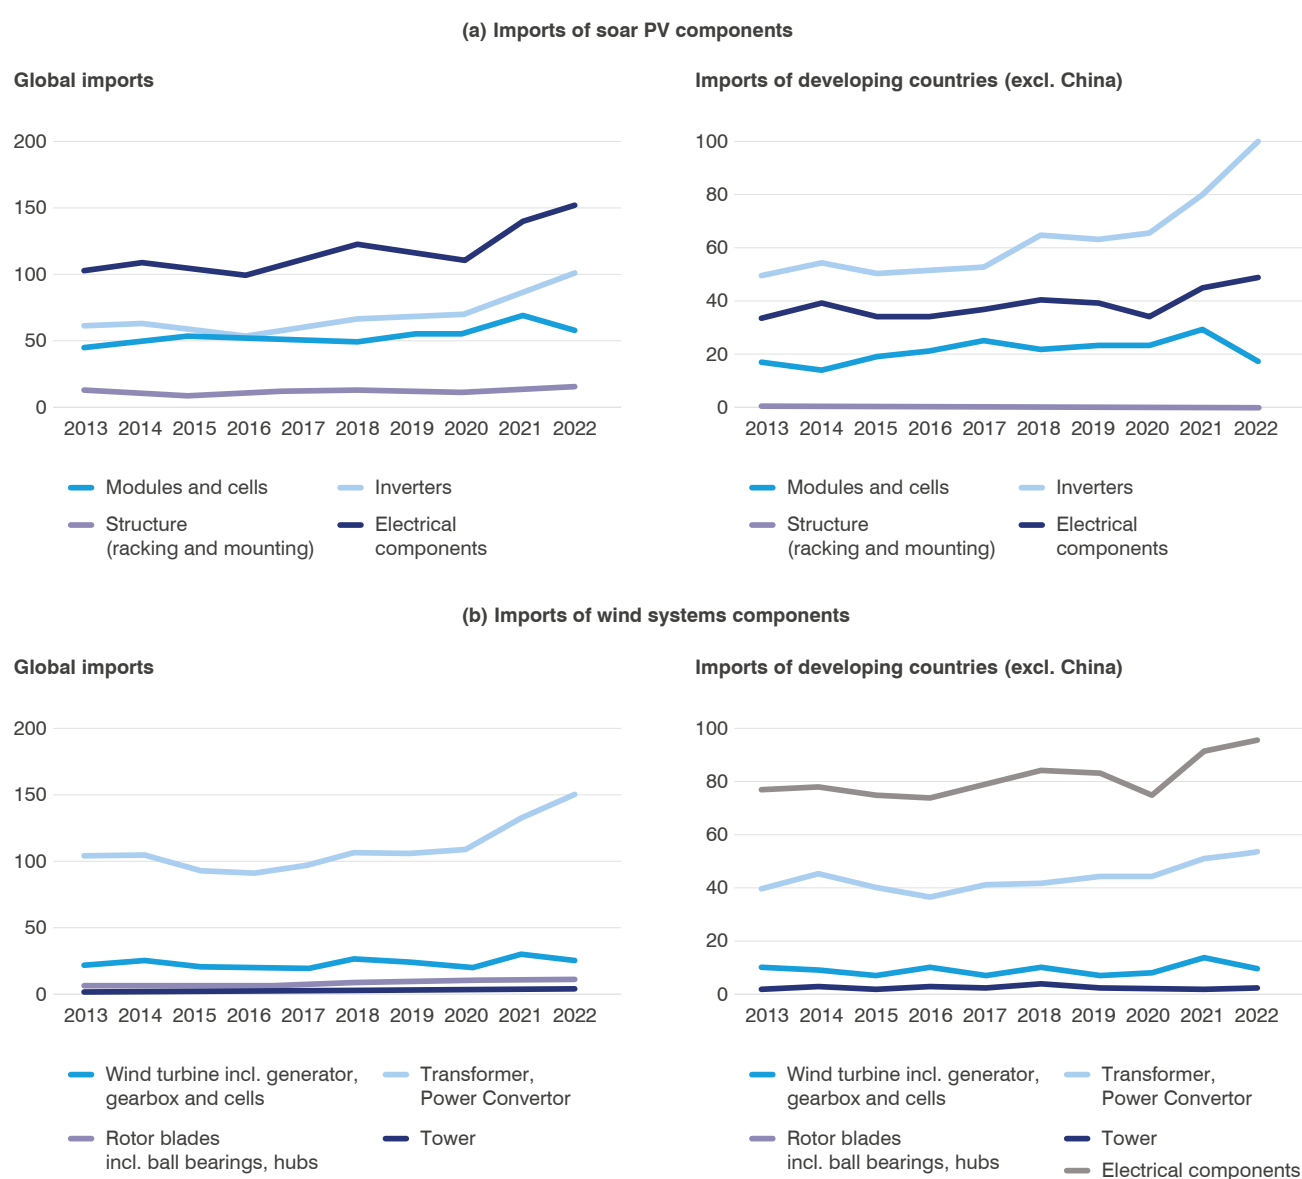 (a) Imports of soar PV components
Global imports
200
150
100
50
0
2013 2014 2015 2016 2017 2018 2019 2020 2021 2022
Modules and cells
Inverters
Structure
(racking and mounting)
Electrical
components
Imports of developing countries (excl. China)
100
80
60
40
20
0
2013 2014 2015 2016 2017 2018 2019 2020 2021 2022
Modules and cells
Inverters
Structure
(racking and mounting)
Electrical
components
(b) Imports of wind systems components
Global imports
200
150
100
50
0
2013 2014 2015 2016 2017 2018 2019 2020 2021 2022
Wind turbine incl. generator,
gearbox and cells
Transformer,
Power Convertor
Rotor blades
incl. ball bearings, hubs
Tower
Imports of developing countries (excl. China)
100
80
60
40
20
0
2013 2014 2015 2016 2017 2018 2019 2020 2021 2022
Wind turbine incl. generator,
gearbox and cells
Transformer,
Power Convertor
Rotor blades
incl. ball bearings, hubs
Tower
Electrical components